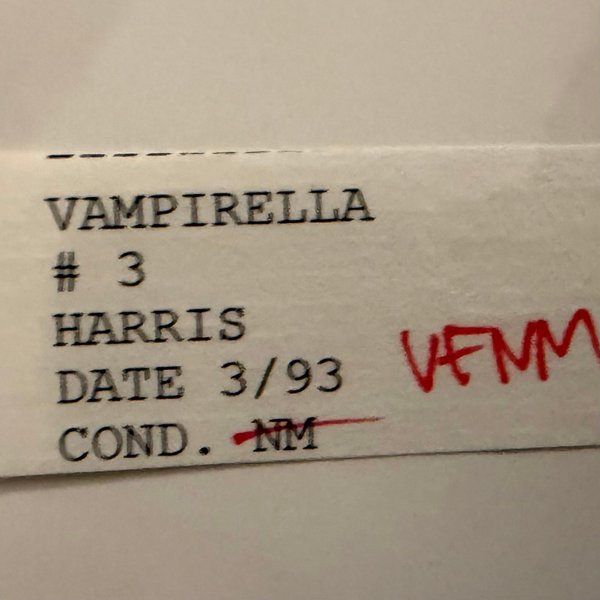 VAMPIRELLA
# 3
HARRIS
DATE 3/93
VFNM
COND. NM